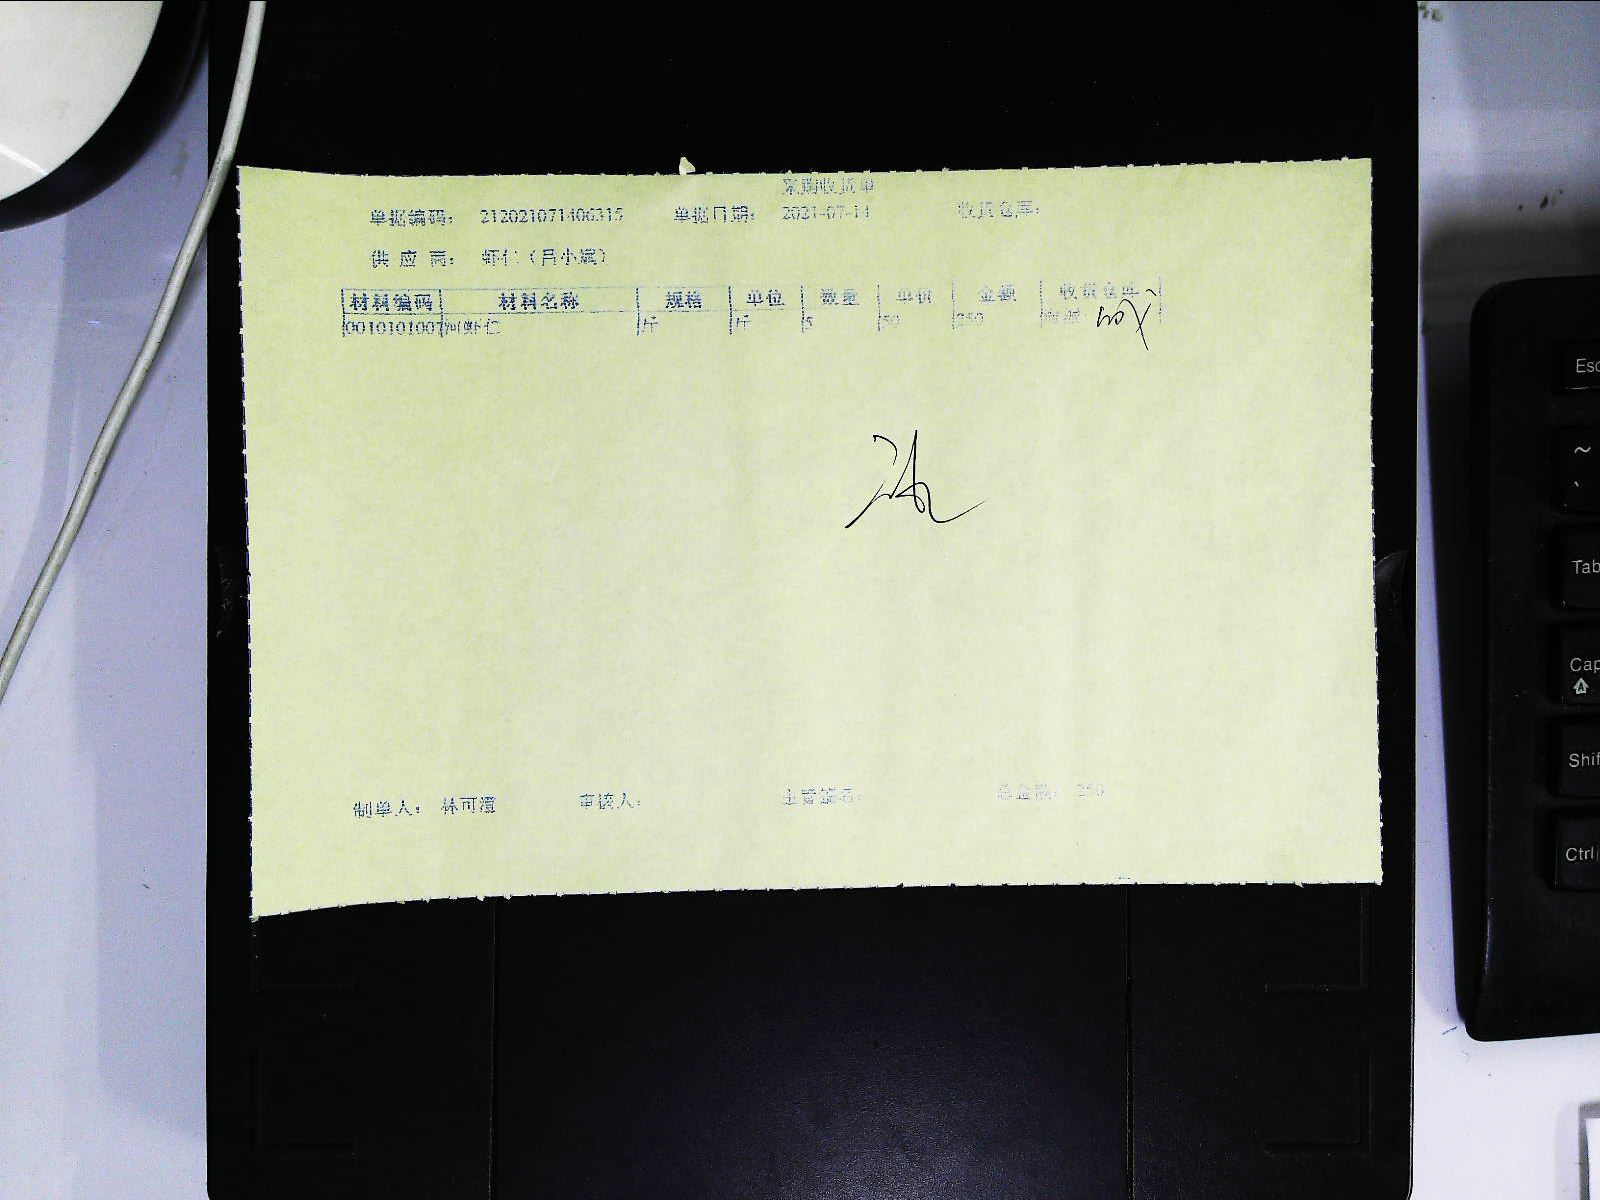 采购收货单
单据编码： 212021071406315 单据日期： 2021-07-14 收货仓库：
供 应 商： 虾仁（吕小斌）
材料编码 材料名称 规格 单位 数量 单价 金额 收货仓库
0010101007 河虾仁 斤 斤 5 50 250
制单人： 林可澄 审核人： 主管签名： 总金额： 250
Esc
~
Tab
Cap
Shif
Ctrl